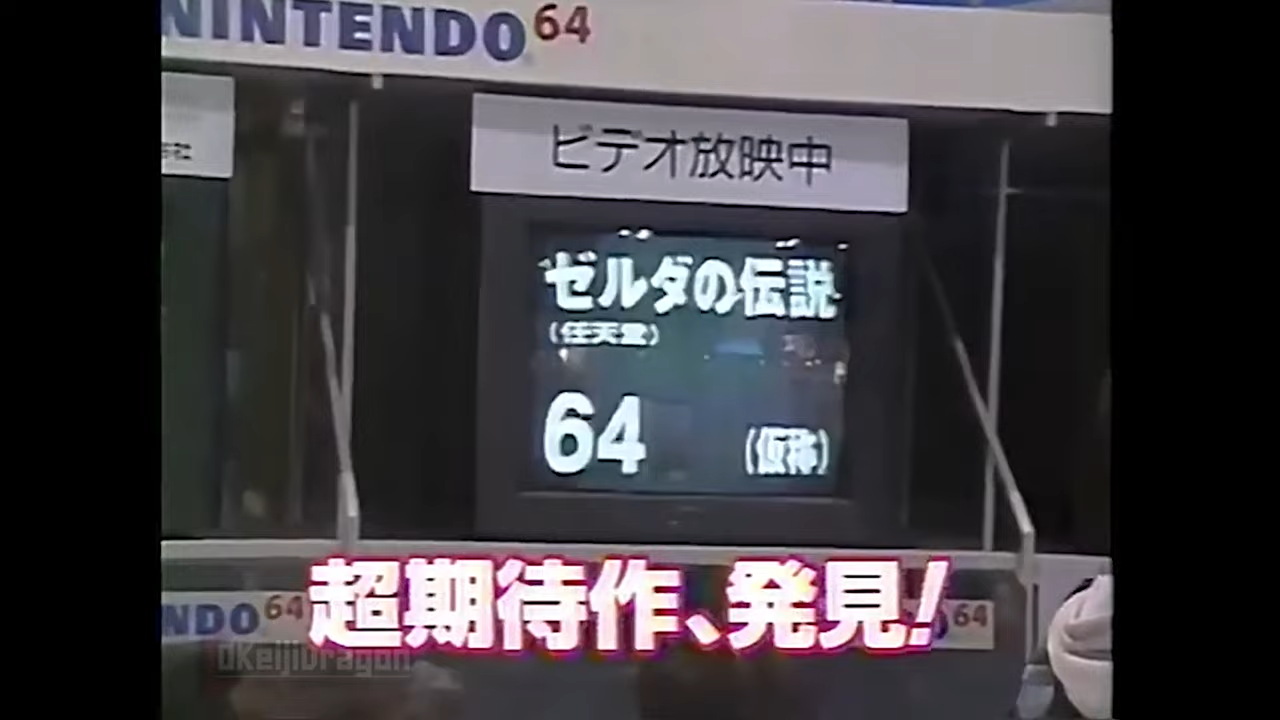 NINTENDO 64
ビデオ放映中
ゼルダの伝説
(任天堂)
64 (仮称)
超期待作、発見!
NDO 64
64
0KeijiDragon